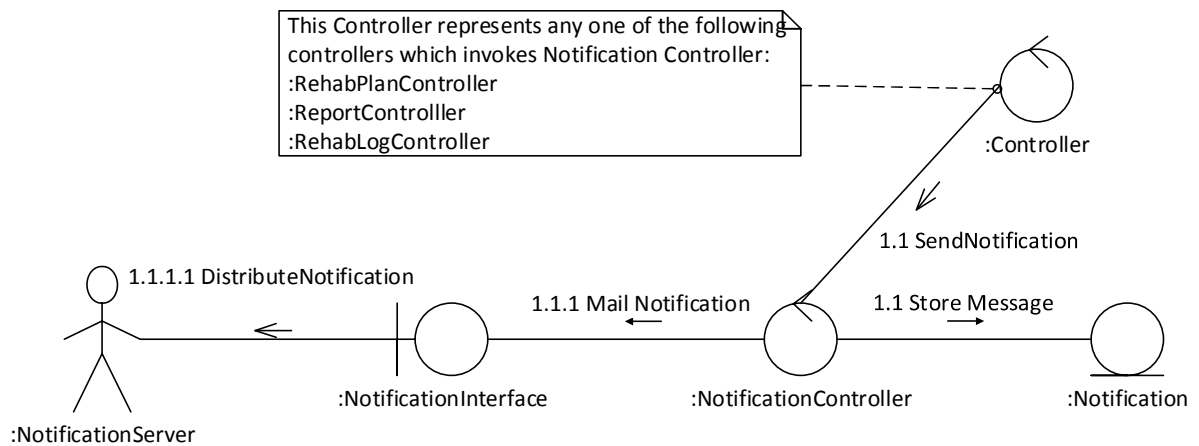 This Controller represents any one of the following
controllers which invokes Notification Controller:
:RehabPlanController
:ReportControlller
:RehabLogController
:Controller
1.1 SendNotification
1.1.1.1 DistributeNotification
1.1.1 Mail Notification
1.1 Store Message
:NotificationInterface
:NotificationController
:Notification
:NotificationServer